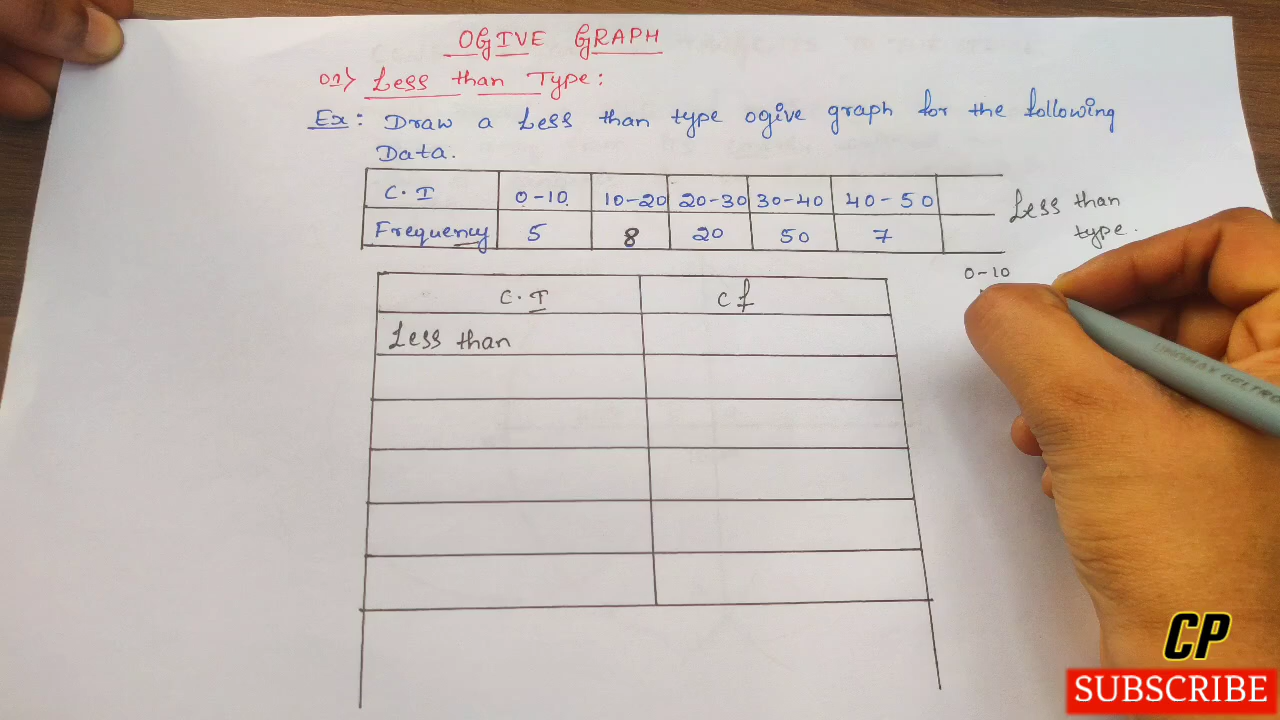 OGIVE GRAPH
01) Less than Type:
Ex: Draw a Less than type ogive graph for the following
Data.
C.I 0-10 10-20 20-30 30-40 40-50
Frequency 5 8 20 50 7
Less than
type.
0-10
C.I cf
Less than
CP
SUBSCRIBE